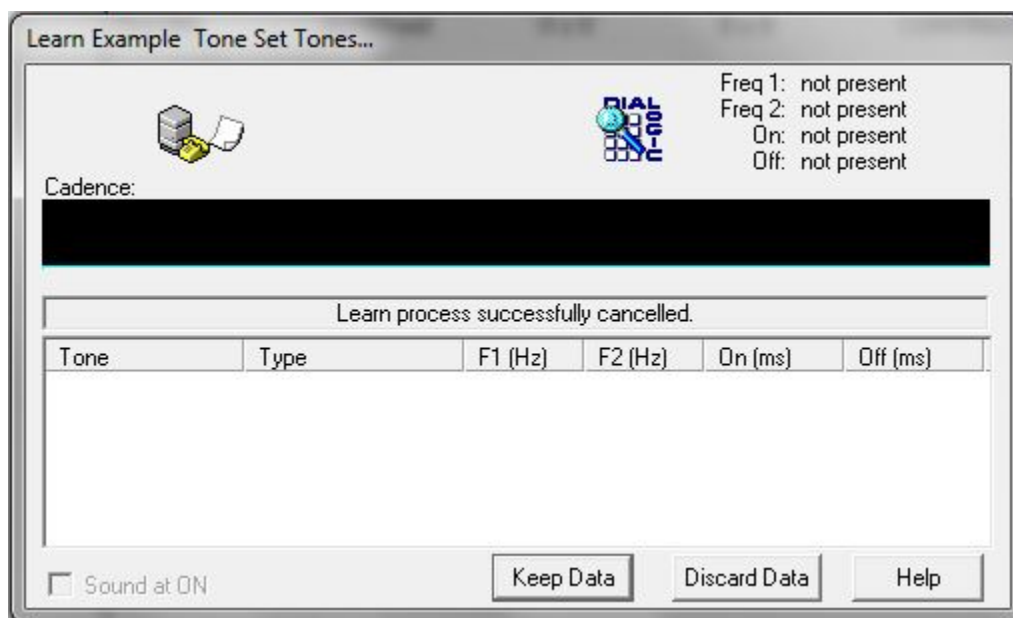 Learn Example Tone Set Tones...
DIALOGIC
Freq 1: not present
Freq 2: not present
On: not present
Off: not present
Cadence:
Learn process successfully cancelled.
Tone Type F1 (Hz) F2 (Hz) On (ms) Off (ms)
Sound at ON
Keep Data Discard Data Help